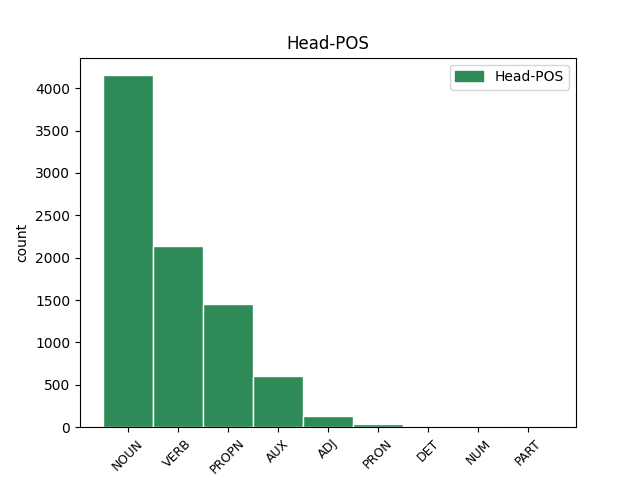 Head-POS
Head-POS
4000
3500
3000
2500
2000
1500
1000
500
0
count
NOUN
VERB
PROPN
AUX
ADJ
PRON
DET
NUM
PART